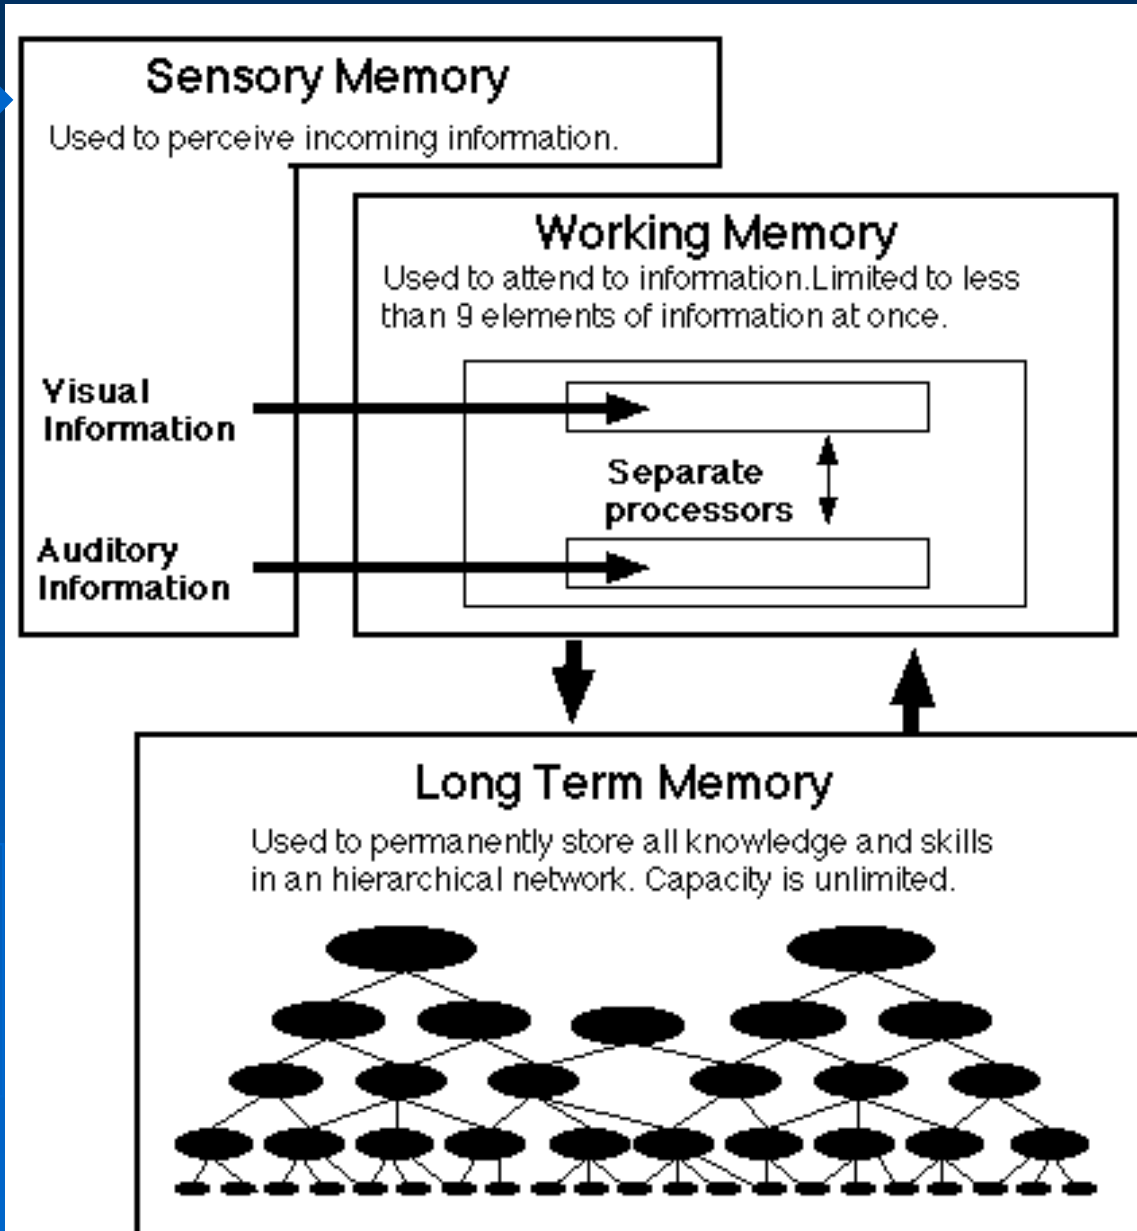 Sensory Memory
Used to perceive incoming information.
Working Memory
Used to attend to information.Limited to less
than 9 elements of information at once.
Visual
Information
Separate
processors
Auditory
Information
Long Term Memory
Used to permanently store all knowledge and skills
in an hierarchical network. Capacity is unlimited.